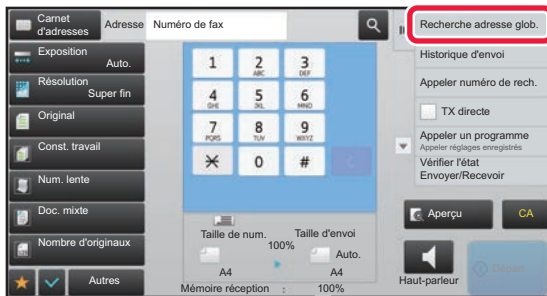 Carnet
d'adresses
Adresse
Numéro de fax
Exposition
Auto.
Résolution
Super fin
Original
Const. travail
Num. lente
Doc. mixte
Nombre d'originaux
Autres
1
2
ABC
3
DEF
4
GHI
5
JKL
6
MNO
7
PQRS
8
TUV
9
WXYZ
0
#
C
Taille de num.
100%
Taille d'envoi
Auto.
A4
A4
Mémoire réception : 100%
Recherche adresse glob.
Historique d'envoi
Appeler numéro de rech.
TX directe
Appeler un programme
Appeler réglages enregistrés
Vérifier l'état
Envoyer/Recevoir
Aperçu
CA
Haut-parleur
Départ